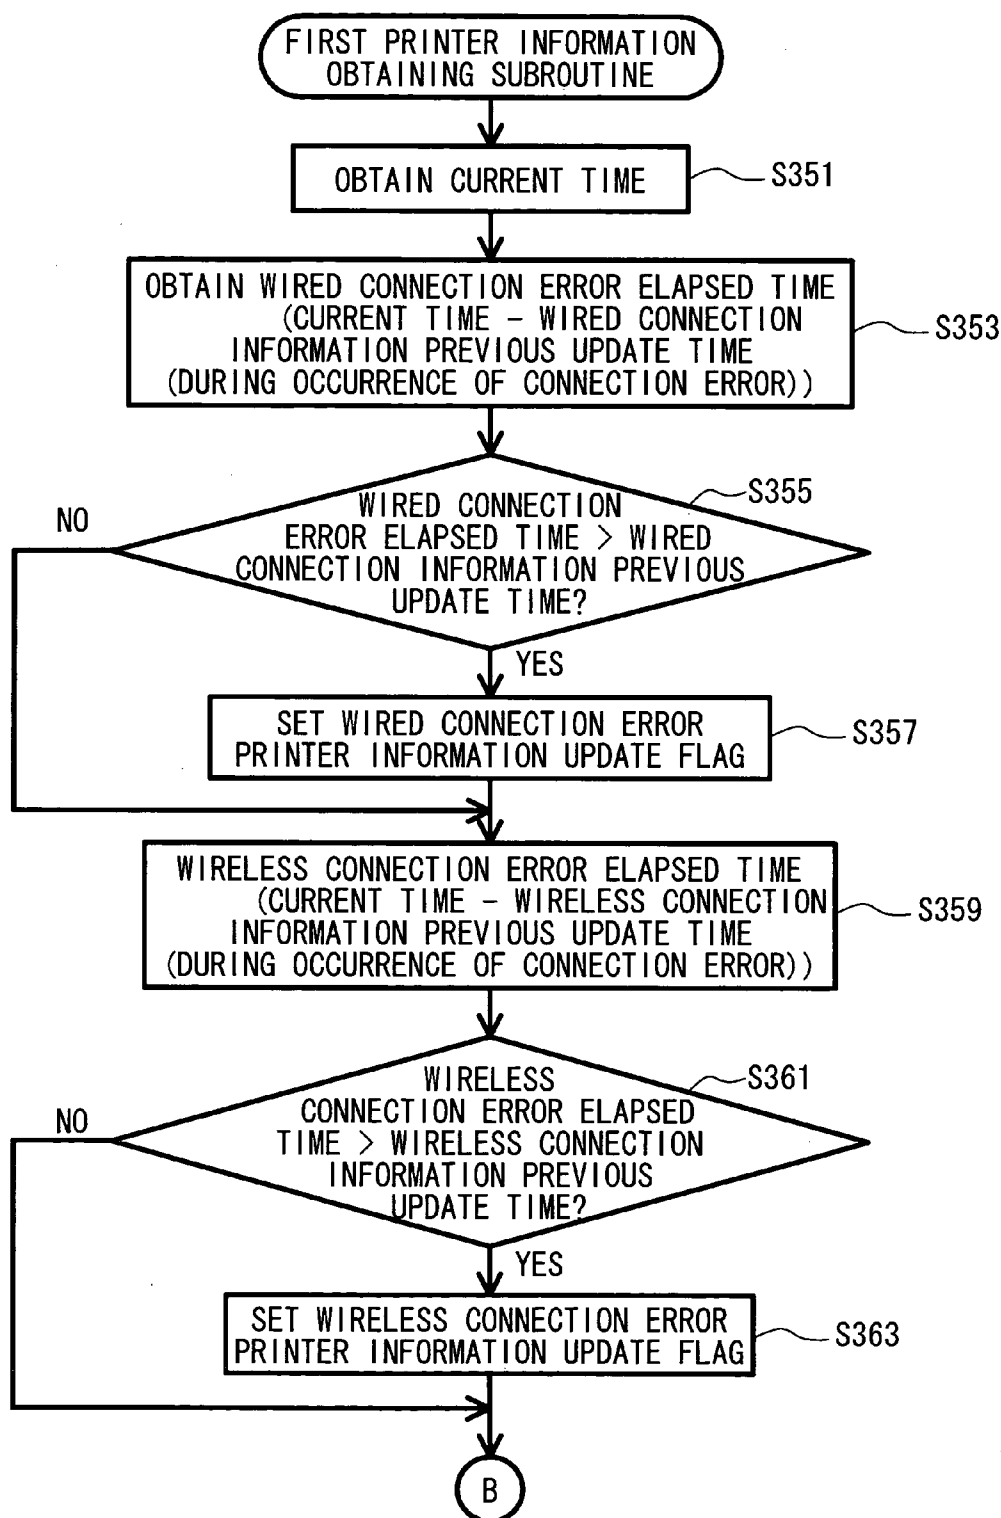 FIRST PRINTER INFORMATION
OBTAINING SUBROUTINE
OBTAIN CURRENT TIME
S351
OBTAIN WIRED CONNECTION ERROR ELAPSED TIME
(CURRENT TIME – WIRED CONNECTION
INFORMATION PREVIOUS UPDATE TIME
(DURING OCCURRENCE OF CONNECTION ERROR))
S353
WIRED CONNECTION
ERROR ELAPSED TIME > WIRED
CONNECTION INFORMATION PREVIOUS
UPDATE TIME?
S355
NO
YES
SET WIRED CONNECTION ERROR
PRINTER INFORMATION UPDATE FLAG
S357
WIRELESS CONNECTION ERROR ELAPSED TIME
(CURRENT TIME – WIRELESS CONNECTION
INFORMATION PREVIOUS UPDATE TIME
(DURING OCCURRENCE OF CONNECTION ERROR))
S359
WIRELESS
CONNECTION ERROR ELAPSED
TIME > WIRELESS CONNECTION
INFORMATION PREVIOUS
UPDATE TIME?
S361
NO
YES
SET WIRELESS CONNECTION ERROR
PRINTER INFORMATION UPDATE FLAG
S363
B